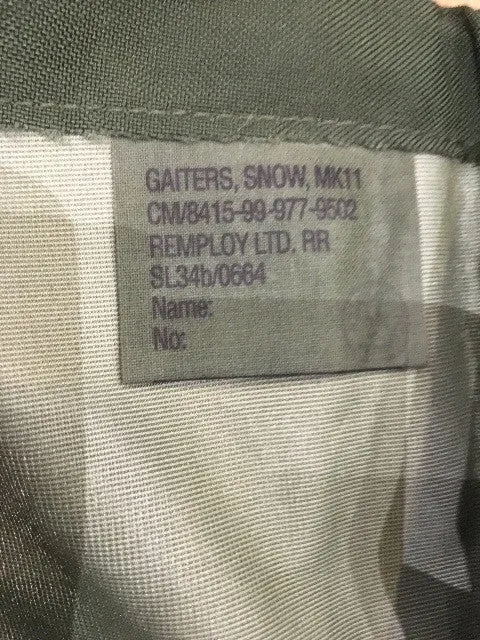 GAITERS, SNOW, MK11
CM/8415-99-977-9502
REMPLOY LTD. RR
SL34b/0664
Name:
No: